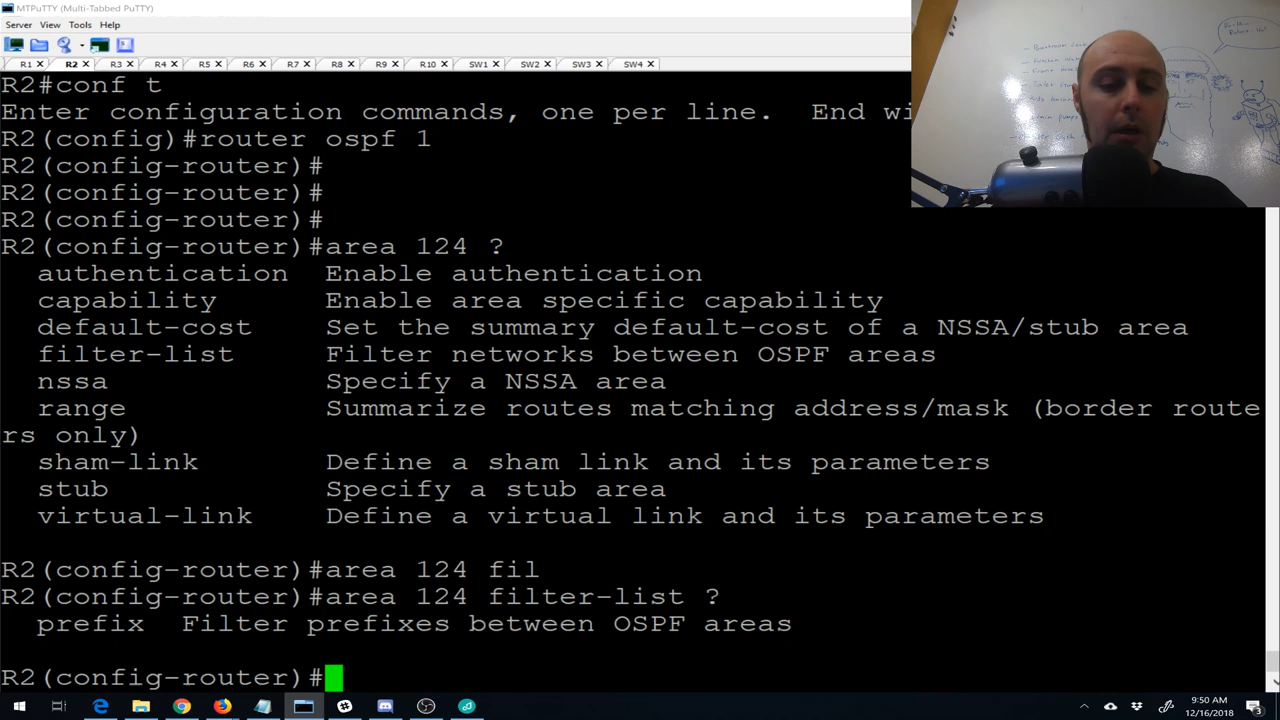 MTPuTTY (Multi-Tabbed PuTTY)
Server View Tools Help
R1 R2 R3 R4 R5 R6 R7 R8 R9 R10 SW1 SW2 SW3 SW4
R2#conf t
Enter configuration commands, one per line. End wi
R2(config)#router ospf 1
R2(config-router)#
R2(config-router)#
R2(config-router)#
R2(config-router)#area 124 ?
authentication Enable authentication
capability Enable area specific capability
default-cost Set the summary default-cost of a NSSA/stub area
filter-list Filter networks between OSPF areas
nssa Specify a NSSA area
range Summarize routes matching address/mask (border route
rs only)
sham-link Define a sham link and its parameters
stub Specify a stub area
virtual-link Define a virtual link and its parameters
R2(config-router)#area 124 fil
R2(config-router)#area 124 filter-list ?
prefix Filter prefixes between OSPF areas
R2(config-router)#
9:50 AM
12/16/2018
3